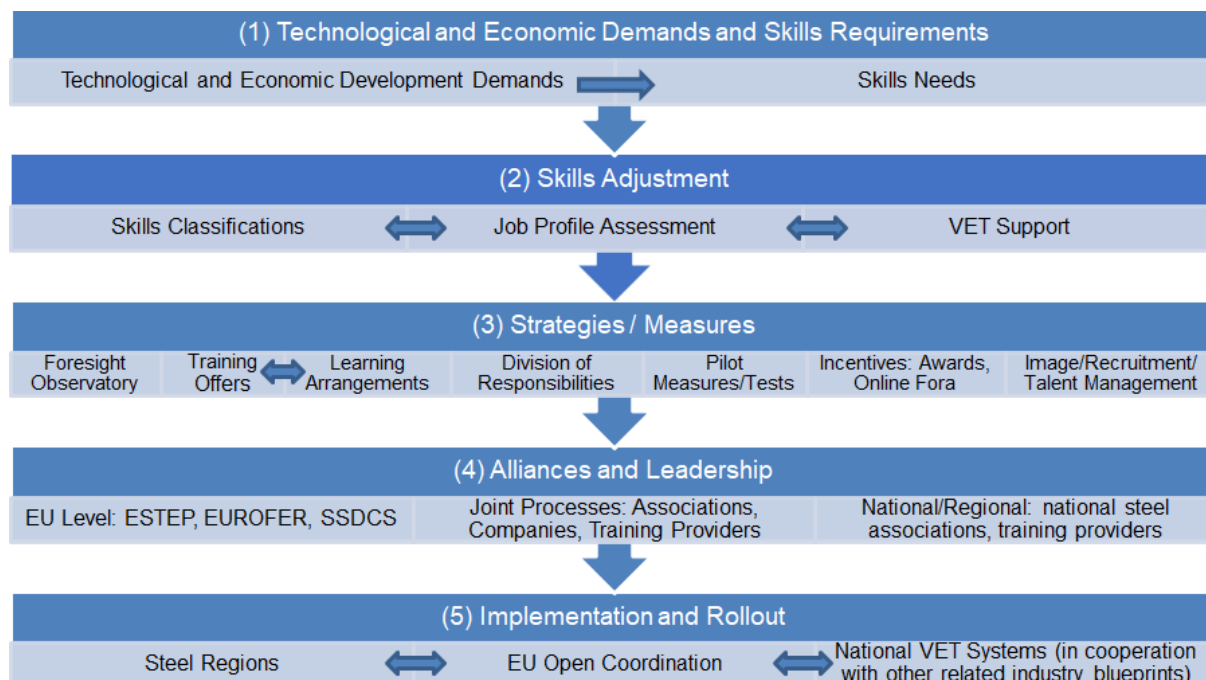 (1) Technological and Economic Demands and Skills Requirements
Technological and Economic Development Demands
Skills Needs
(2) Skills Adjustment
Skills Classifications
Job Profile Assessment
VET Support
(3) Strategies / Measures
Foresight
Observatory
Training
Offers
Learning
Arrangements
Division of
Responsibilities
Pilot
Measures/Tests
Incentives: Awards,
Online Fora
Image/Recruitment/
Talent Management
(4) Alliances and Leadership
EU Level: ESTEP, EUROFER, SSDCS
Joint Processes: Associations,
Companies, Training Providers
National/Regional: national steel
associations, training providers
(5) Implementation and Rollout
Steel Regions
EU Open Coordination
National VET Systems (in cooperation
with other related industry blueprints)